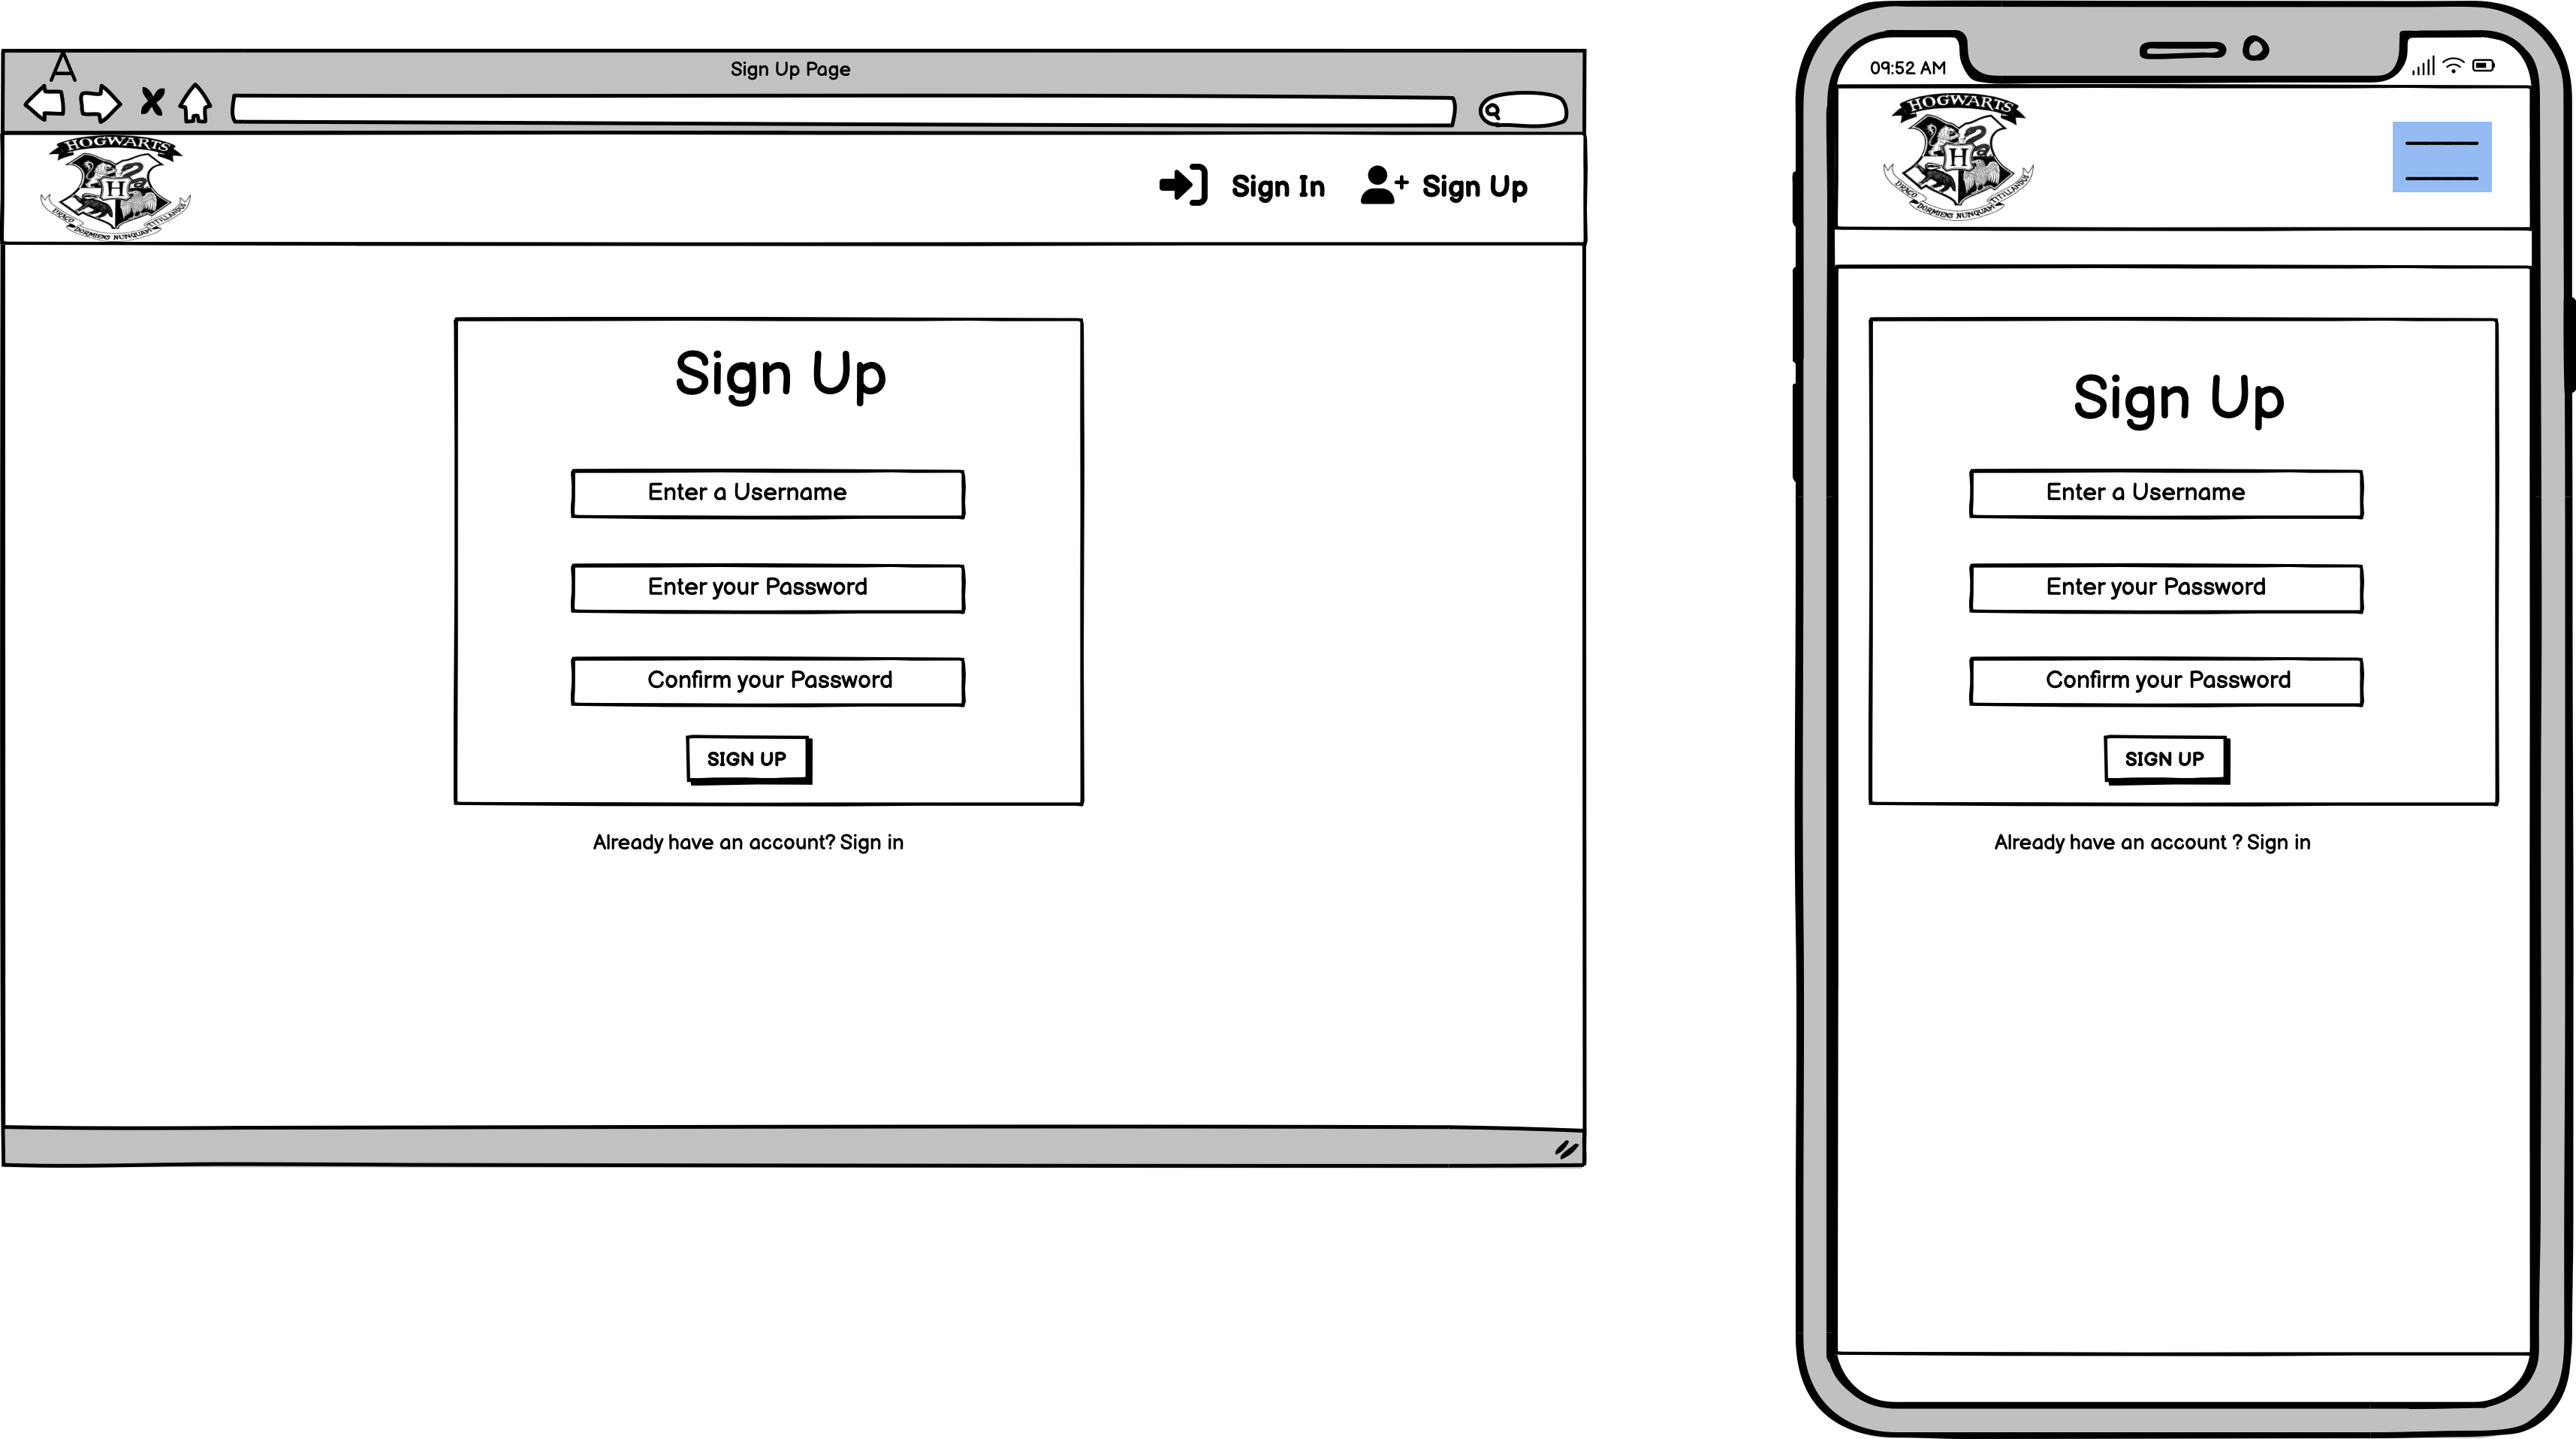 A
Sign Up Page
HOGWARTS
H
DRACO DORMIENS NUNQUAM TITILLANDUS
Sign In
Sign Up
Sign Up
Enter a Username
Enter your Password
Confirm your Password
SIGN UP
Already have an account? Sign in
09:52 AM
HOGWARTS
H
DRACO DORMIENS NUNQUAM TITILLANDUS
Sign Up
Enter a Username
Enter your Password
Confirm your Password
SIGN UP
Already have an account ? Sign in